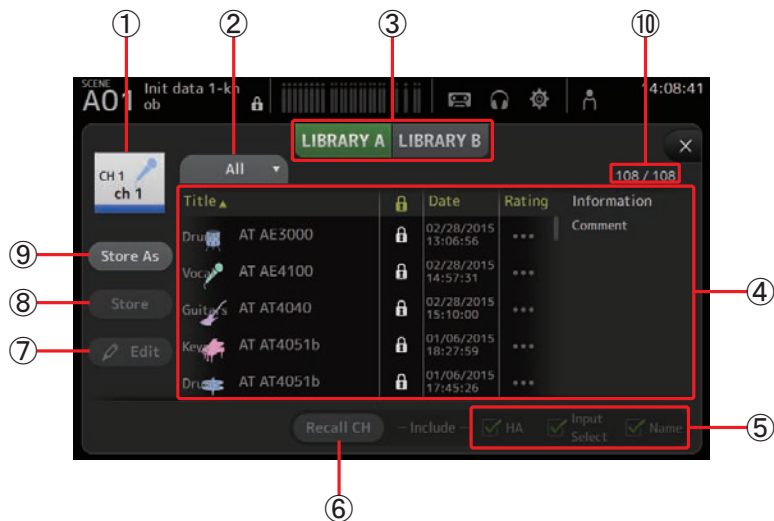 ① ② ③ ⑩
SCENE
A01 Init data 1-kn
ob
14:08:41
LIBRARY A LIBRARY B
CH 1
ch 1
All
108 / 108
Title Date Rating Information
AT AE3000 02/28/2015
13:06:56
Comment
AT AE4100 02/28/2015
14:57:31
AT AT4040 02/28/2015
15:10:00
AT AT4051b 01/06/2015
18:27:59
AT AT4051b 01/06/2015
17:45:26
⑨ Store As
⑧ Store
⑦ Edit
④
Recall CH – Include – HA Input
Select
Name
⑤
⑥